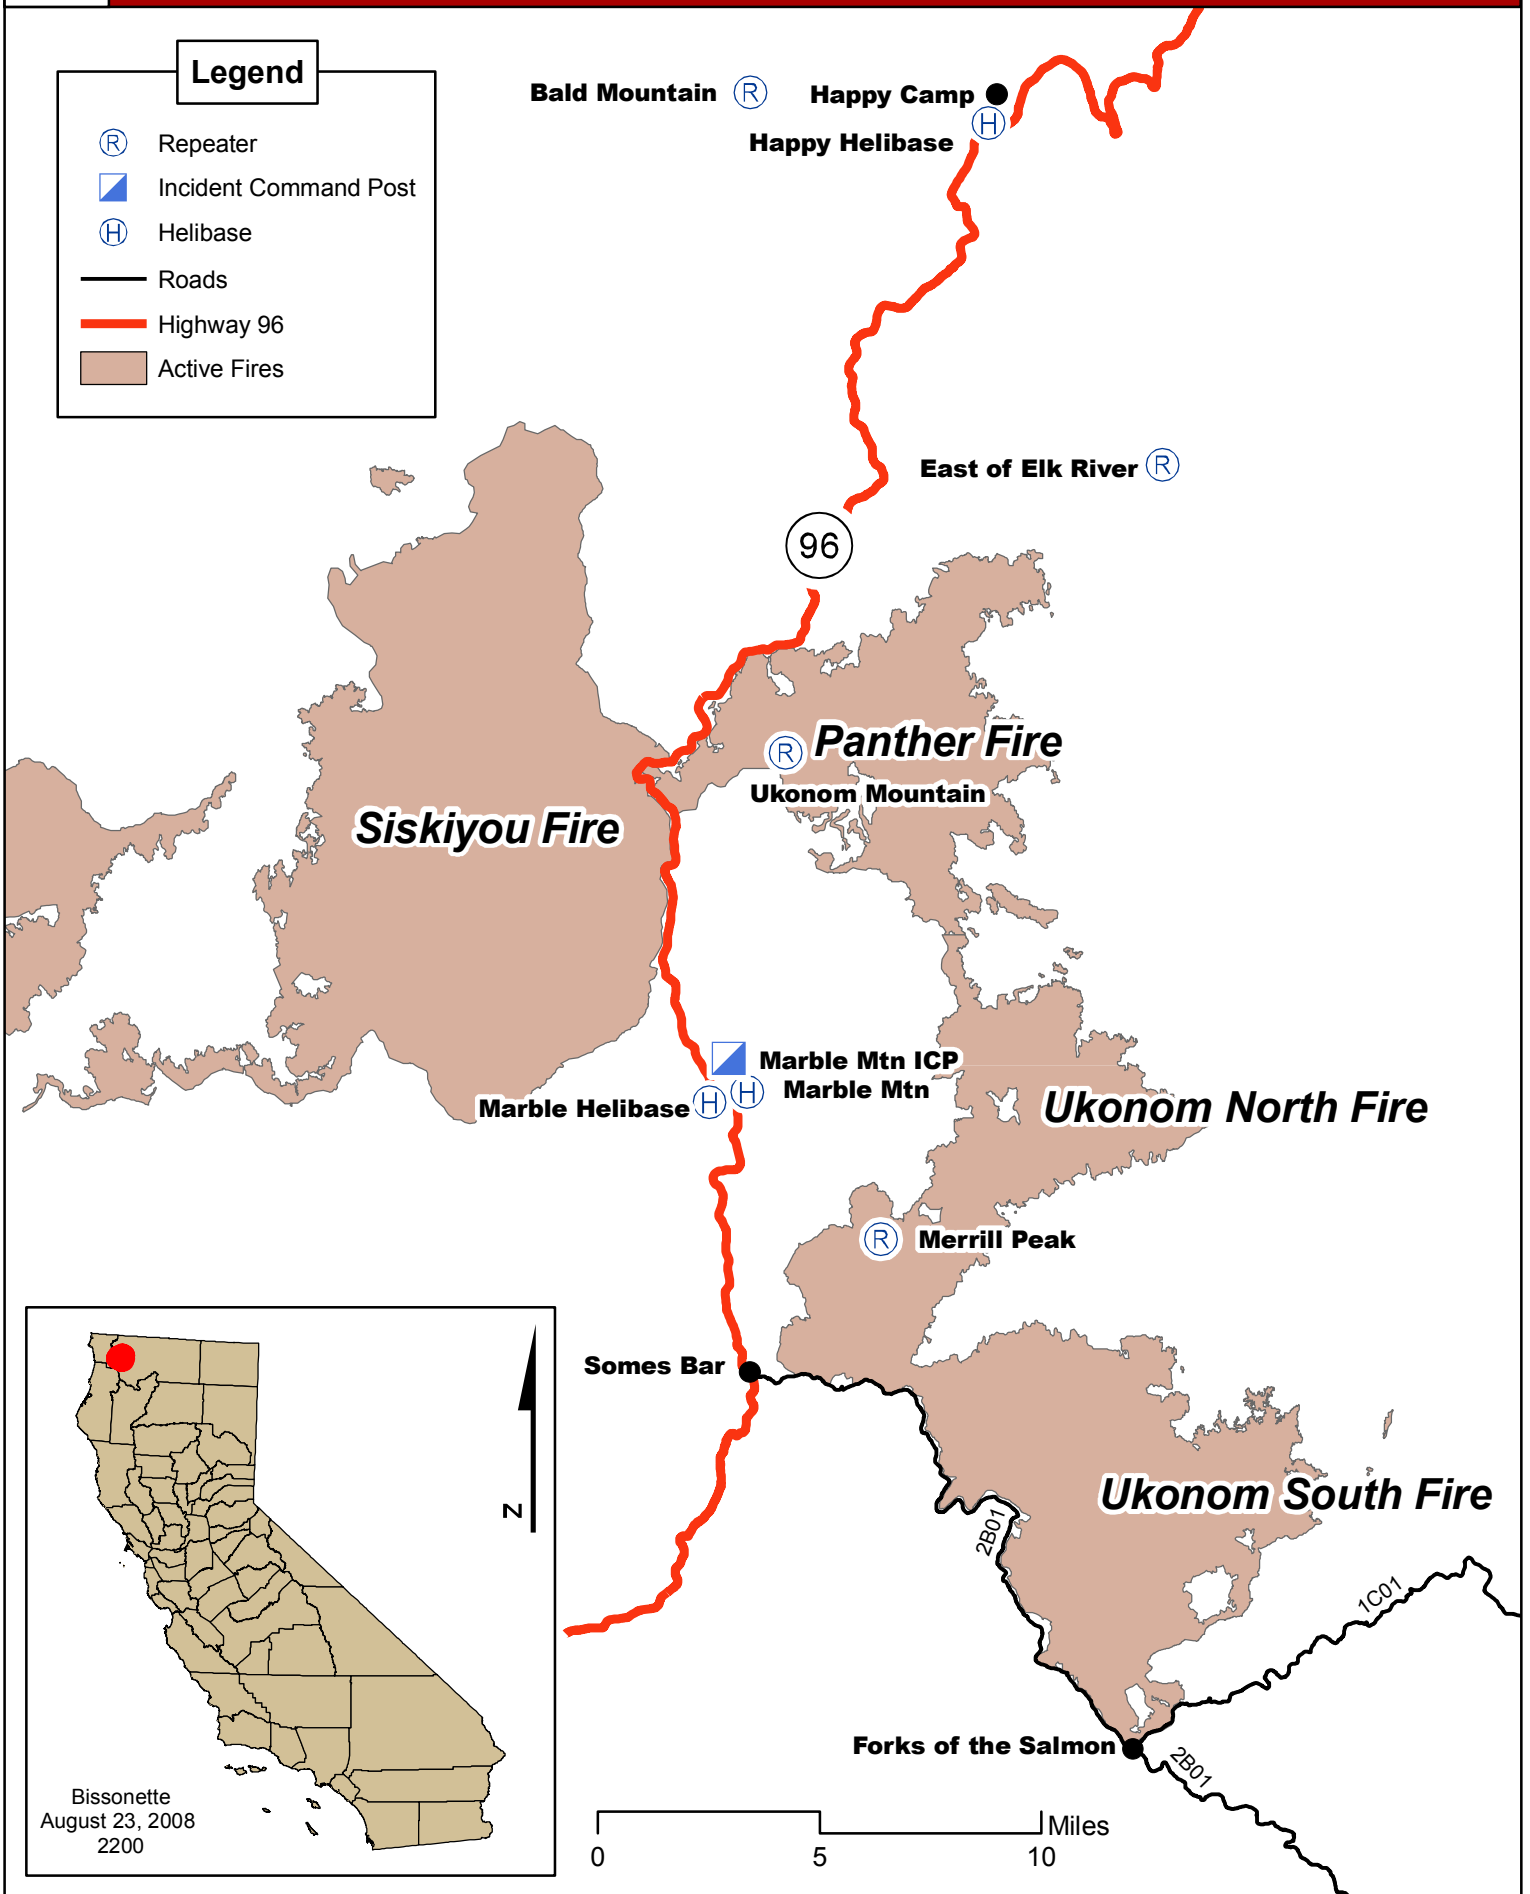 Legend
R Repeater
Incident Command Post
H Helibase
Roads
Highway 96
Active Fires
Bald Mountain R
Happy Camp
H
Happy Helibase
East of Elk River R
96
R Panther Fire
Ukonom Mountain
Siskiyou Fire
Marble Mtn ICP
H Marble Mtn
Marble Helibase H
Ukonom North Fire
R Merrill Peak
Somes Bar
Ukonom South Fire
2B01
1C01
Forks of the Salmon
2B01
N
Bissonette
August 23, 2008
2200
Miles
0 5 10